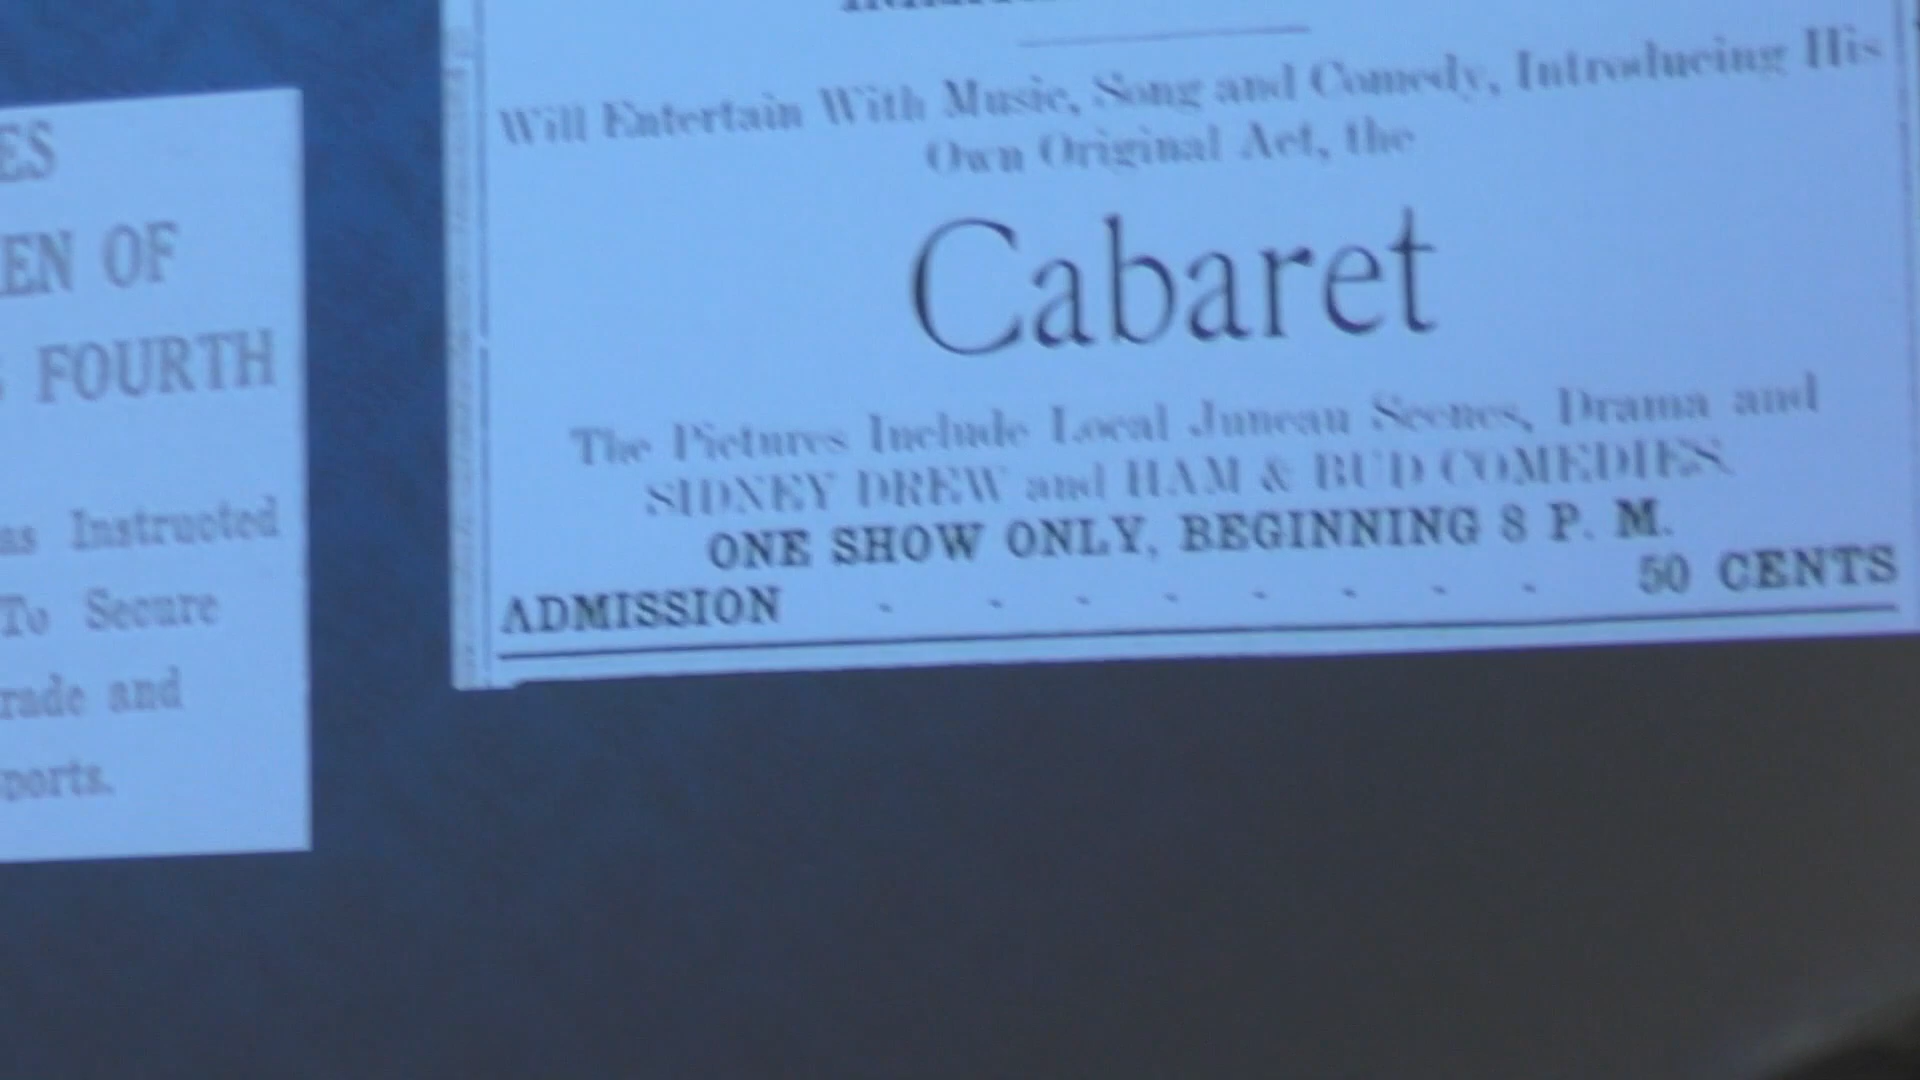 ES
EN OF
FOURTH
as Instructed
To Secure
rade and
ports.
Will Entertain With Music, Song and Comedy, Introducing His
Own Original Act, the
Cabaret
The Pictures Include Local Juneau Scenes, Drama and
SIDNEY DREW and HAM & BUD COMEDIES.
ONE SHOW ONLY, BEGINNING 8 P. M.
ADMISSION - - - - - - - - 50 CENTS